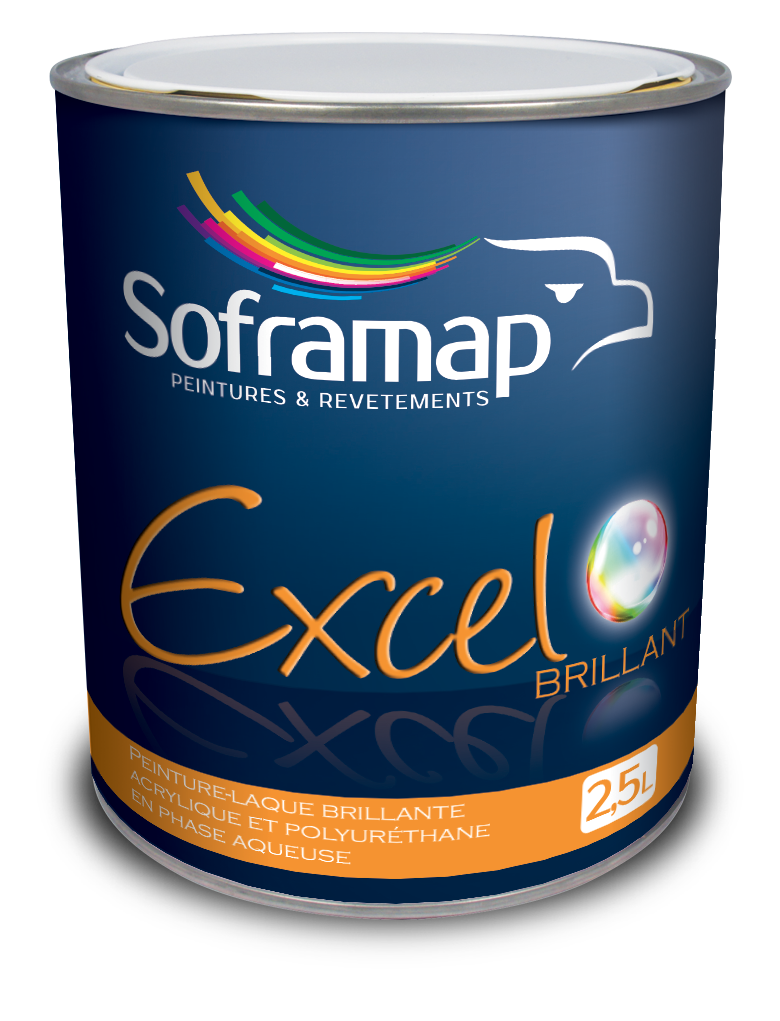 Soframap
PEINTURES & REVETEMENTS
Excel
BRILLANT
PEINTURE-LAQUE BRILLANTE
ACRYLIQUE ET POLYURÉTHANE
EN PHASE AQUEUSE
2,5L